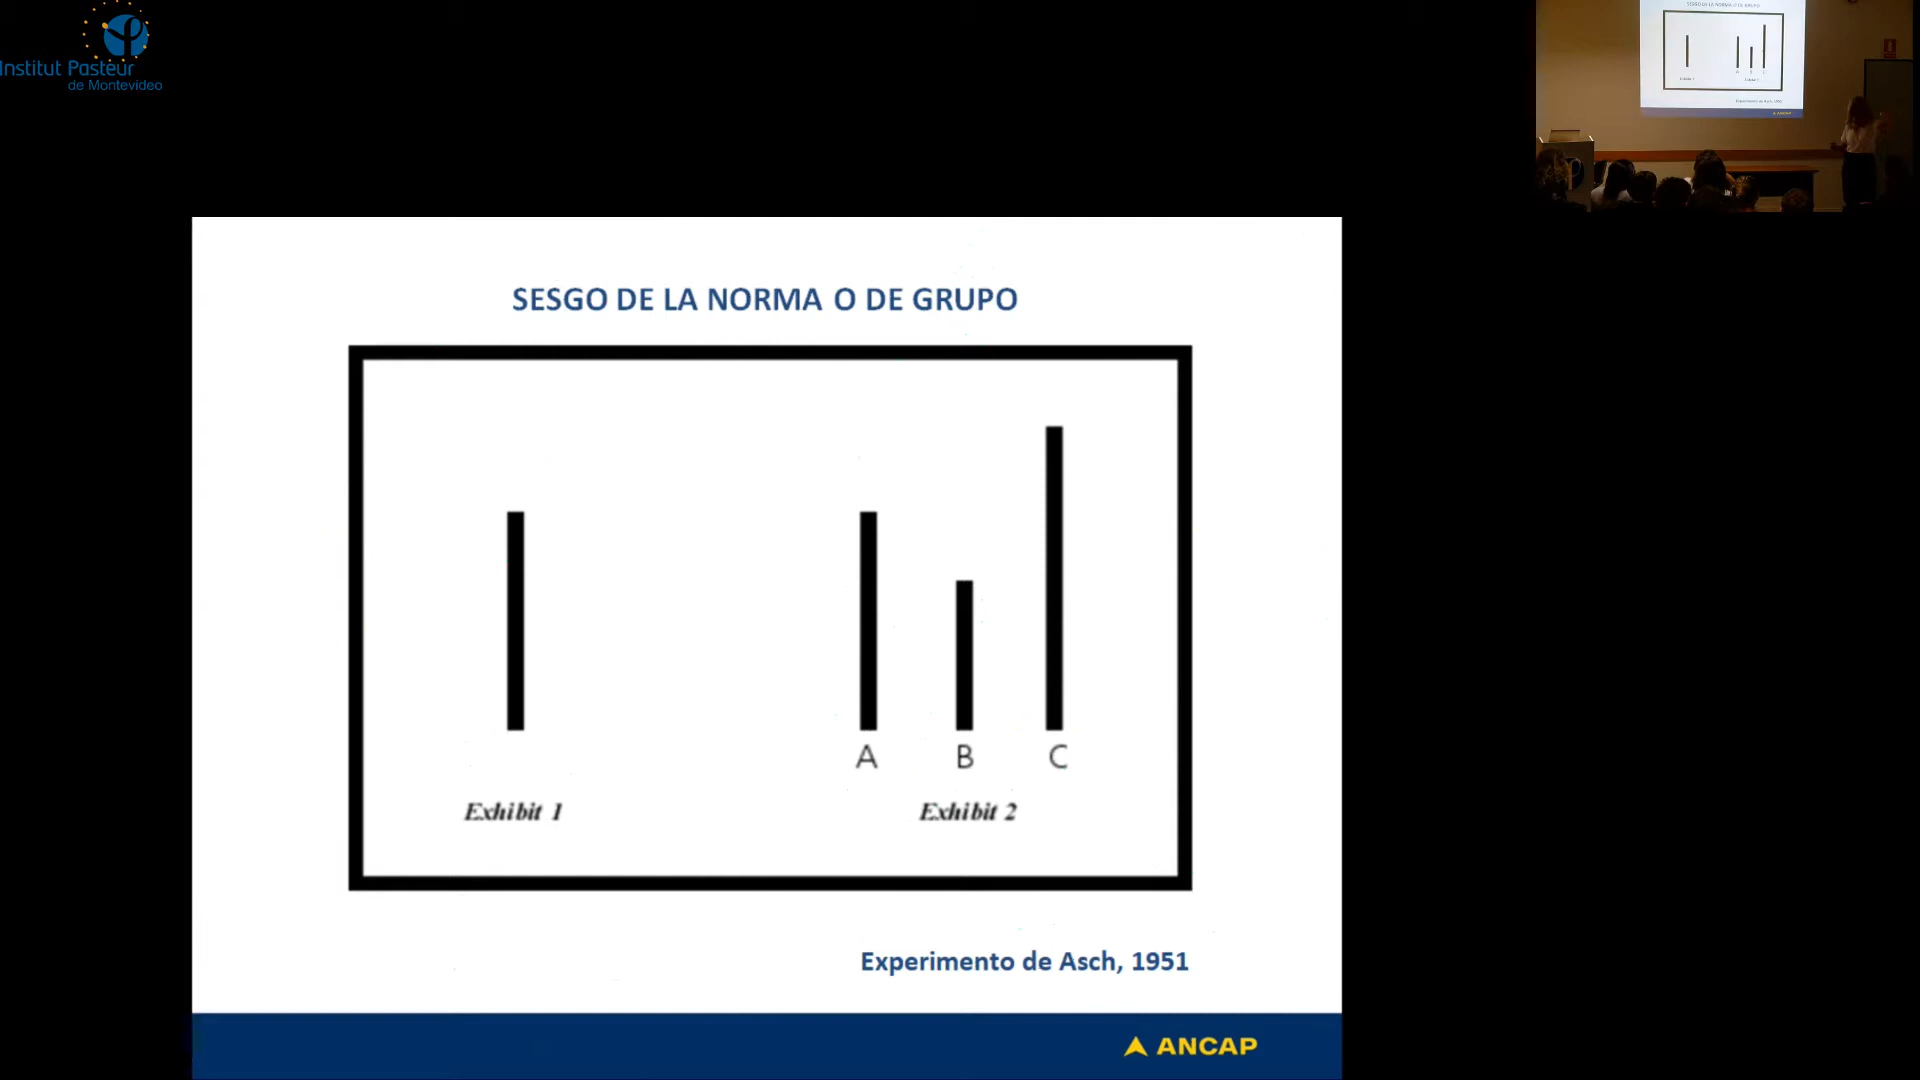 Institut Pasteur
de Montevideo
SESGO DE LA NORMA O DE GRUPO
A B C
Exhibit 1 Exhibit 2
Experimento de Asch, 1951
ANCAP